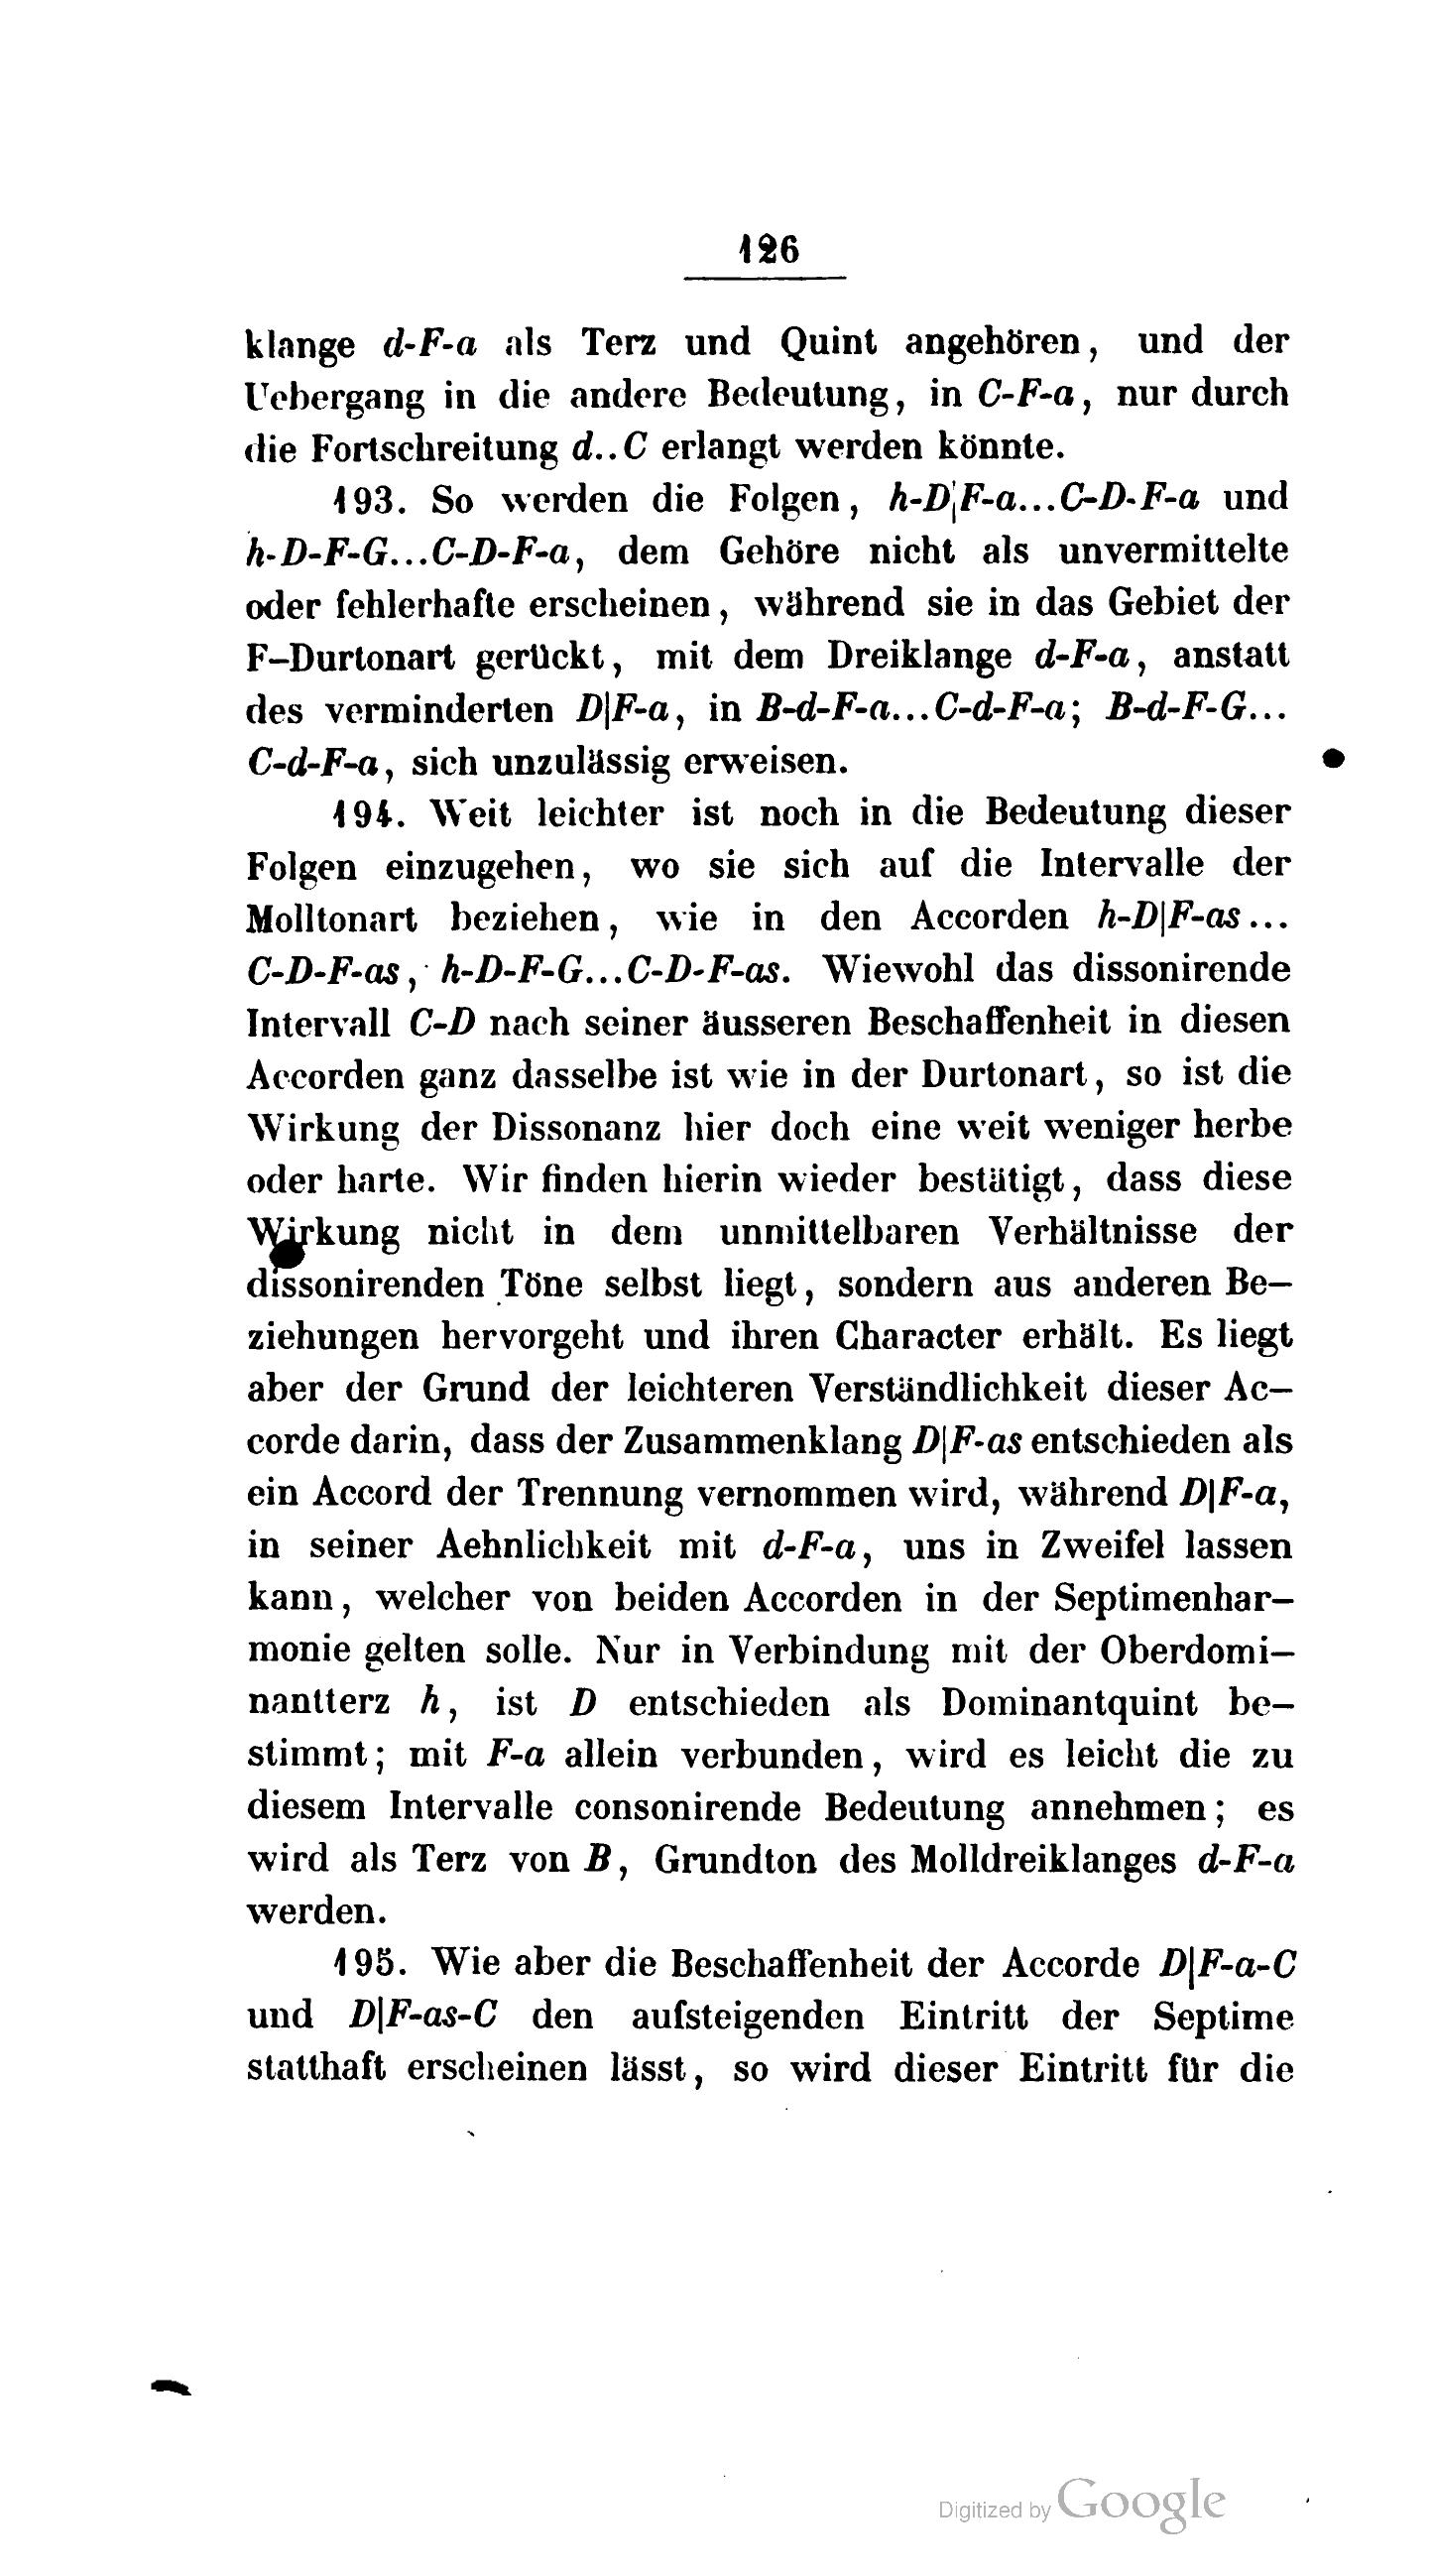 126
klange d-F-a als Terz und Quint angehören, und der
Uebergang in die andere Bedeutung, in C-F-a, nur durch
die Fortschreitung d..C erlangt werden könnte.
193. So werden die Folgen, h-D|F-a...C-D-F-a und
h-D-F-G...C-D-F-a, dem Gehöre nicht als unvermittelte
oder fehlerhafte erscheinen, während sie in das Gebiet der
F-Durtonart gerückt, mit dem Dreiklange d-F-a, anstatt
des verminderten D|F-a, in B-d-F-a...C-d-F-a; B-d-F-G...
C-d-F-a, sich unzulässig erweisen.
194. Weit leichter ist noch in die Bedeutung dieser
Folgen einzugehen, wo sie sich auf die Intervalle der
Molltonart beziehen, wie in den Accorden h-D|F-as...
C-D-F-as, h-D-F-G...C-D-F-as. Wiewohl das dissonirende
Intervall C-D nach seiner äusseren Beschaffenheit in diesen
Accorden ganz dasselbe ist wie in der Durtonart, so ist die
Wirkung der Dissonanz hier doch eine weit weniger herbe
oder harte. Wir finden hierin wieder bestätigt, dass diese
Wirkung nicht in dem unmittelbaren Verhältnisse der
dissonirenden Töne selbst liegt, sondern aus anderen Be-
ziehungen hervorgeht und ihren Character erhält. Es liegt
aber der Grund der leichteren Verständlichkeit dieser Ac-
corde darin, dass der Zusammenklang D|F-as entschieden als
ein Accord der Trennung vernommen wird, während D|F-a,
in seiner Aehnlichkeit mit d-F-a, uns in Zweifel lassen
kann, welcher von beiden Accorden in der Septimenhar-
monie gelten solle. Nur in Verbindung mit der Oberdomi-
nantterz h, ist D entschieden als Dominantquint be-
stimmt; mit F-a allein verbunden, wird es leicht die zu
diesem Intervalle consonirende Bedeutung annehmen; es
wird als Terz von B, Grundton des Molldreiklanges d-F-a
werden.
195. Wie aber die Beschaffenheit der Accorde D|F-a-C
und D|F-as-C den aufsteigenden Eintritt der Septime
statthaft erscheinen lässt, so wird dieser Eintritt für die
Digitized by Google